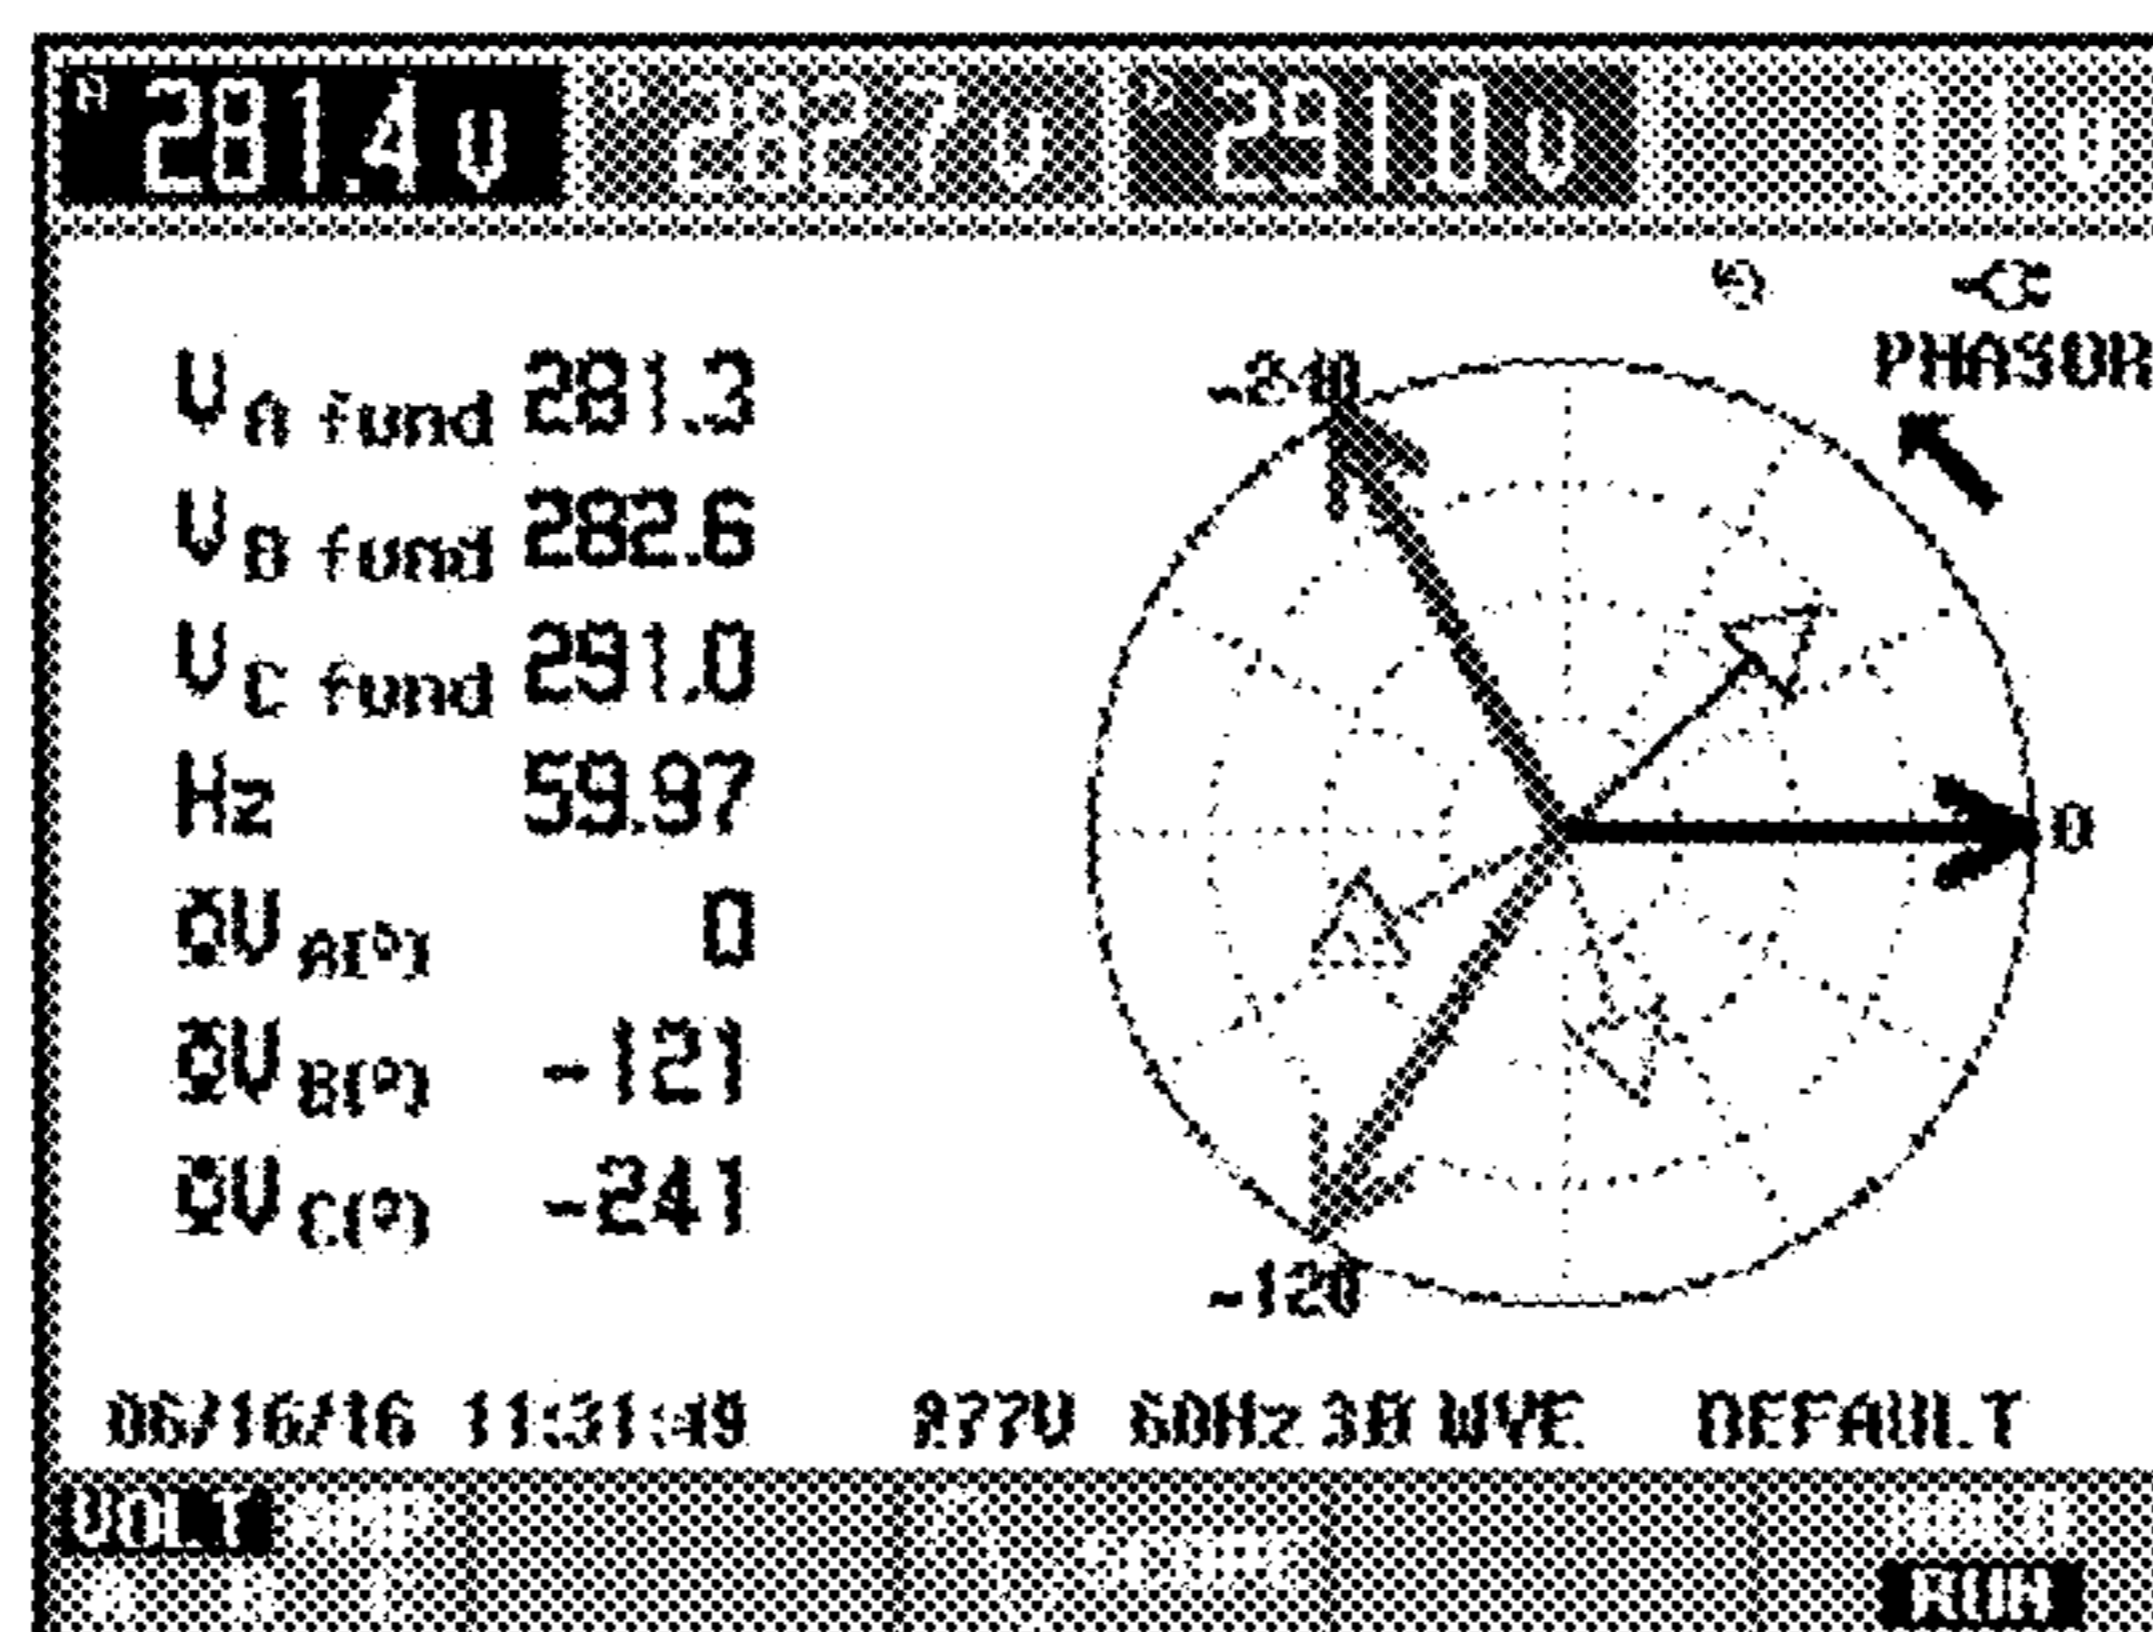 A 281.4 V 282.7 V 291.0 V 0.1 V
PHASOR
V A fund 281.3
V B fund 282.6
V C fund 291.0
Hz 59.97
ΦV A(°) 0
ΦV B(°) -121
ΦV C(°) -241
-240
0
-120
06/16/16 11:31:49 277V 60Hz 3Ø WYE DEFAULT
VOLT
RUN